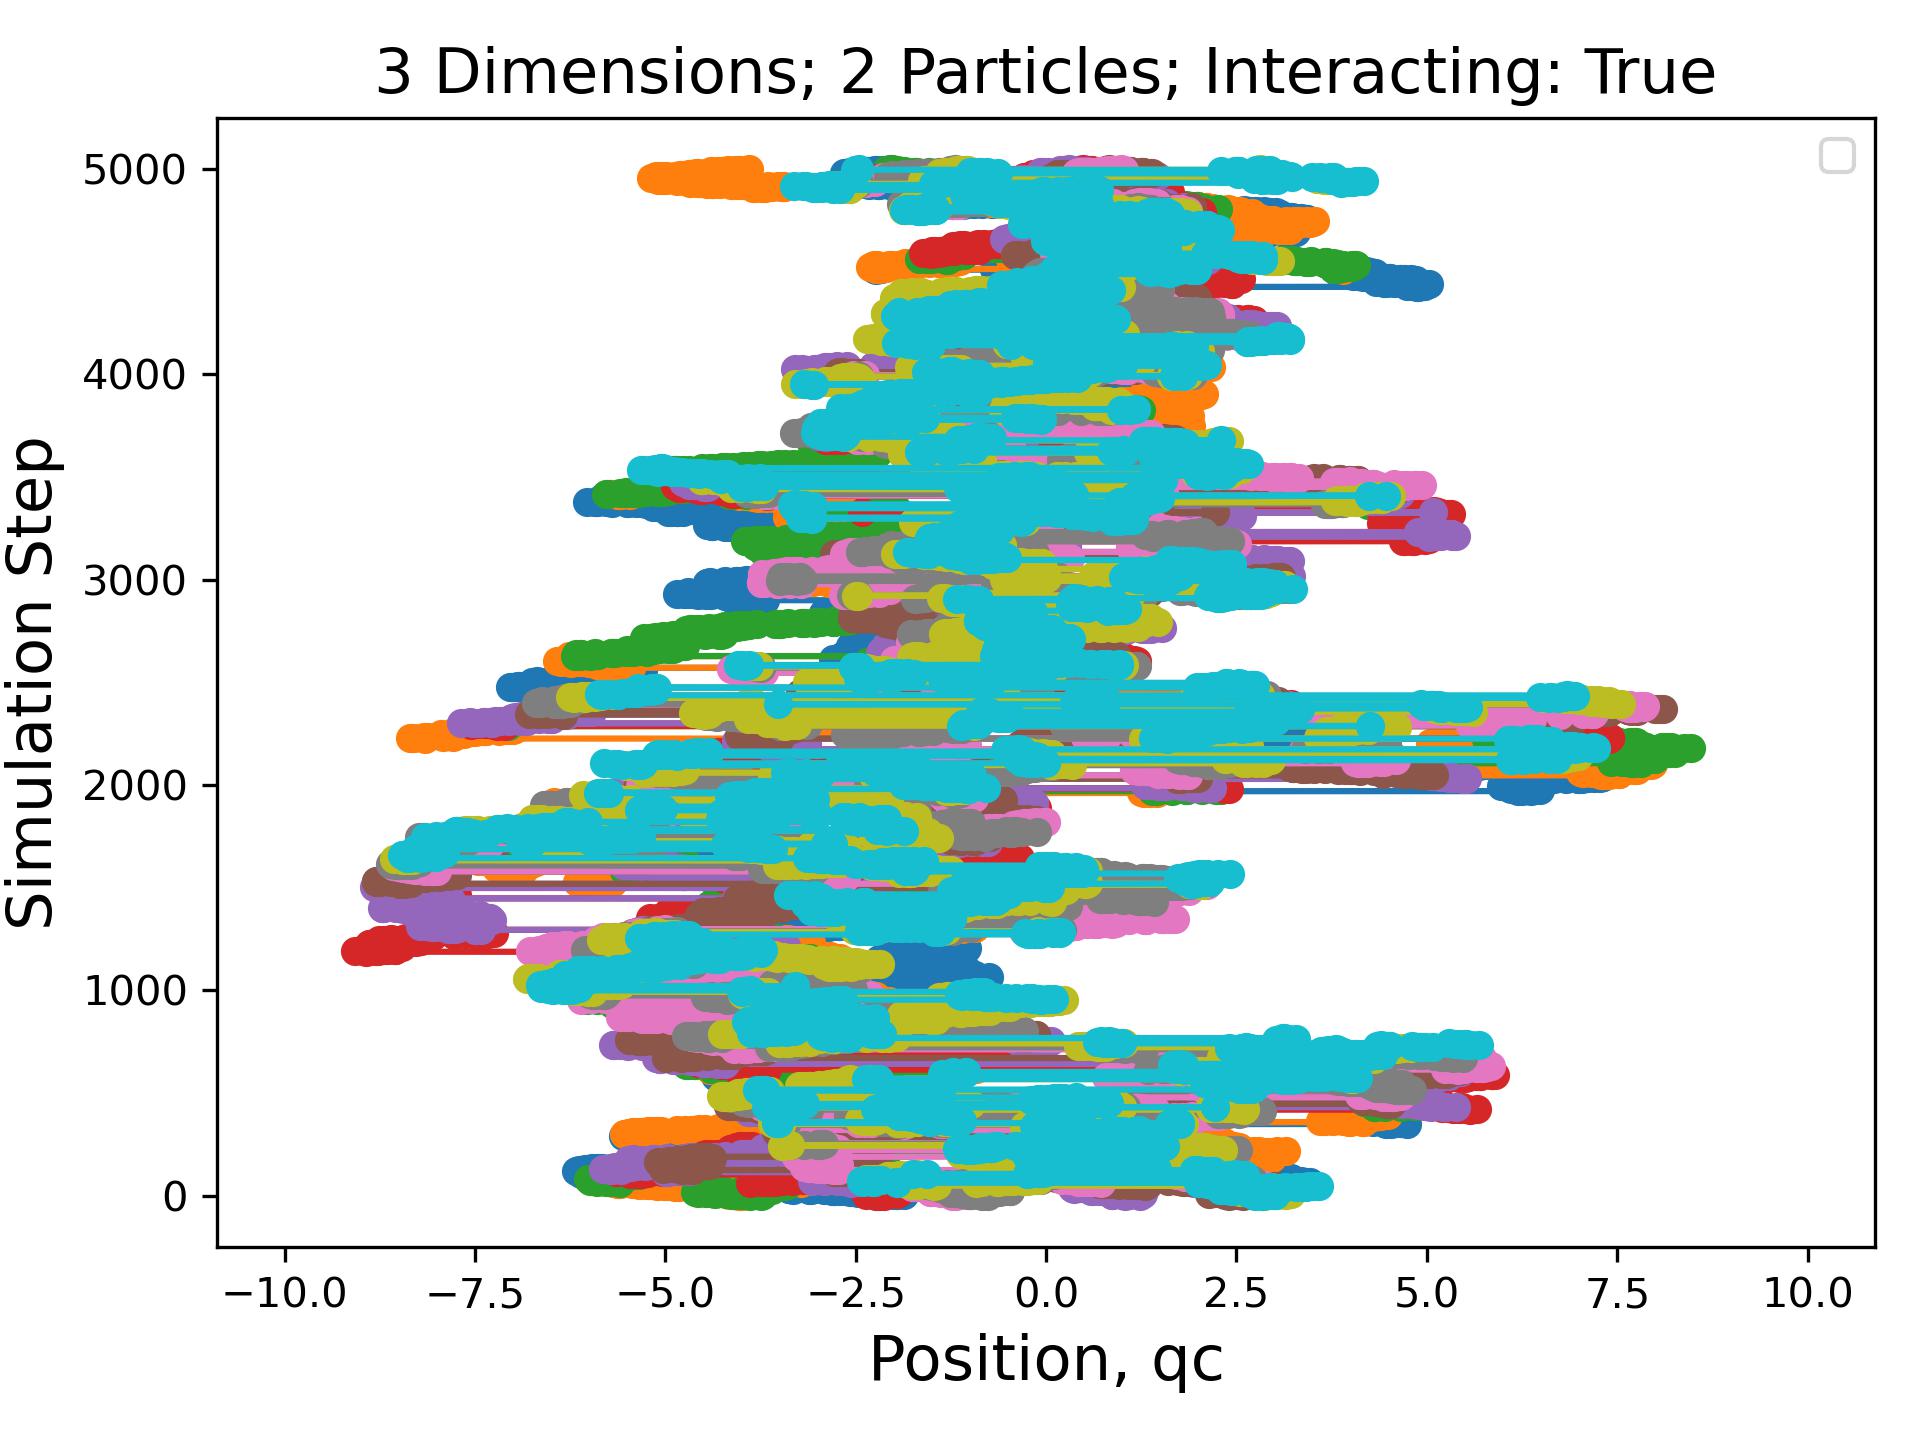 3 Dimensions; 2 Particles; Interacting: True
Simulation Step
5000
4000
3000
2000
1000
0
−10.0 −7.5 −5.0 −2.5 0.0 2.5 5.0 7.5 10.0
Position, qc